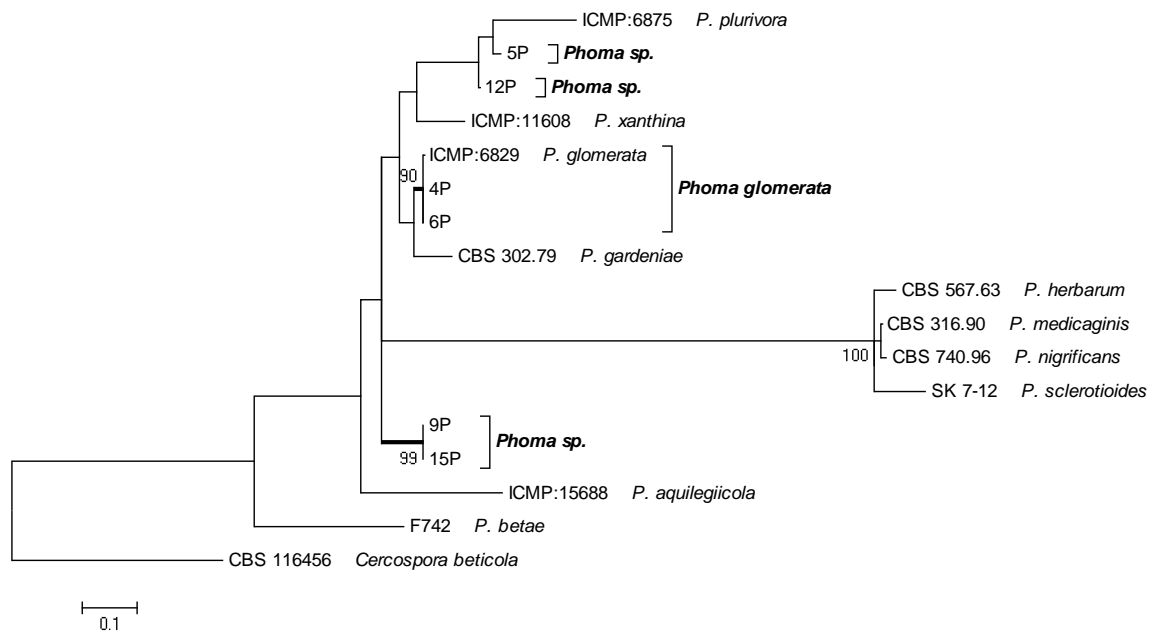 ICMP:6875 P. plurivora
5P Phoma sp.
12P Phoma sp.
ICMP:11608 P. xanthina
ICMP:6829 P. glomerata
90
4P
Phoma glomerata
6P
CBS 302.79 P. gardeniae
CBS 567.63 P. herbarum
CBS 316.90 P. medicaginis
100
CBS 740.96 P. nigrificans
SK 7-12 P. sclerotioides
9P
Phoma sp.
99
15P
ICMP:15688 P. aquilegiicola
F742 P. betae
CBS 116456 Cercospora beticola
0.1